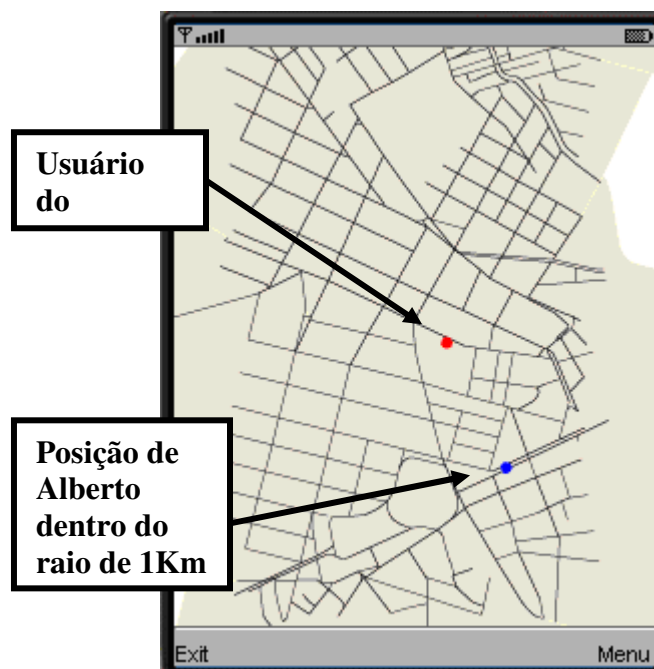 Usuário
do
Posição de
Alberto
dentro do
raio de 1Km
Exit
Menu